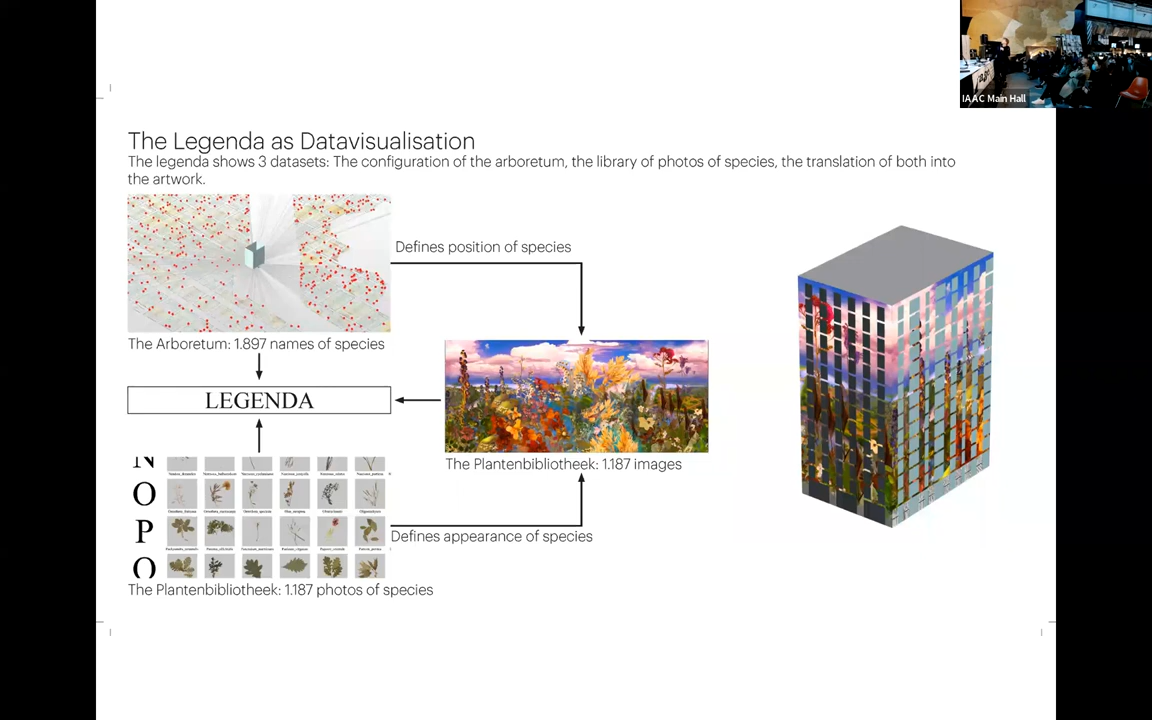 IAAC Main Hall
The Legenda as Datavisualisation
The legenda shows 3 datasets: The configuration of the arboretum, the library of photos of species, the translation of both into
the artwork.
Defines position of species
The Arboretum: 1.897 names of species
LEGENDA
The Plantenbibliotheek: 1.187 images
N
O
P
Defines appearance of species
The Plantenbibliotheek: 1.187 photos of species